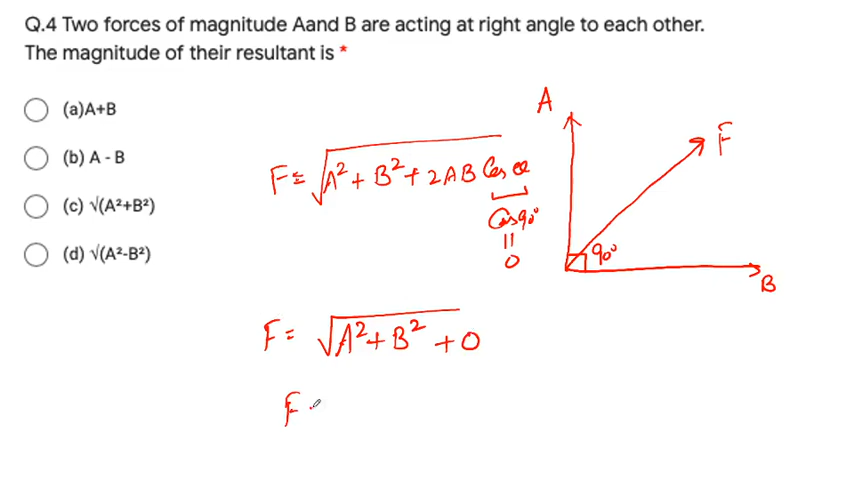 Q.4 Two forces of magnitude Aand B are acting at right angle to each other.
The magnitude of their resultant is *
(a)A+B
(b) A - B
(c) √(A²+B²)
(d) √(A²-B²)
A
F
F = √A² + B² + 2AB Cos α
Cos90°
=
0
90°
B
F = √A² + B² + 0
F